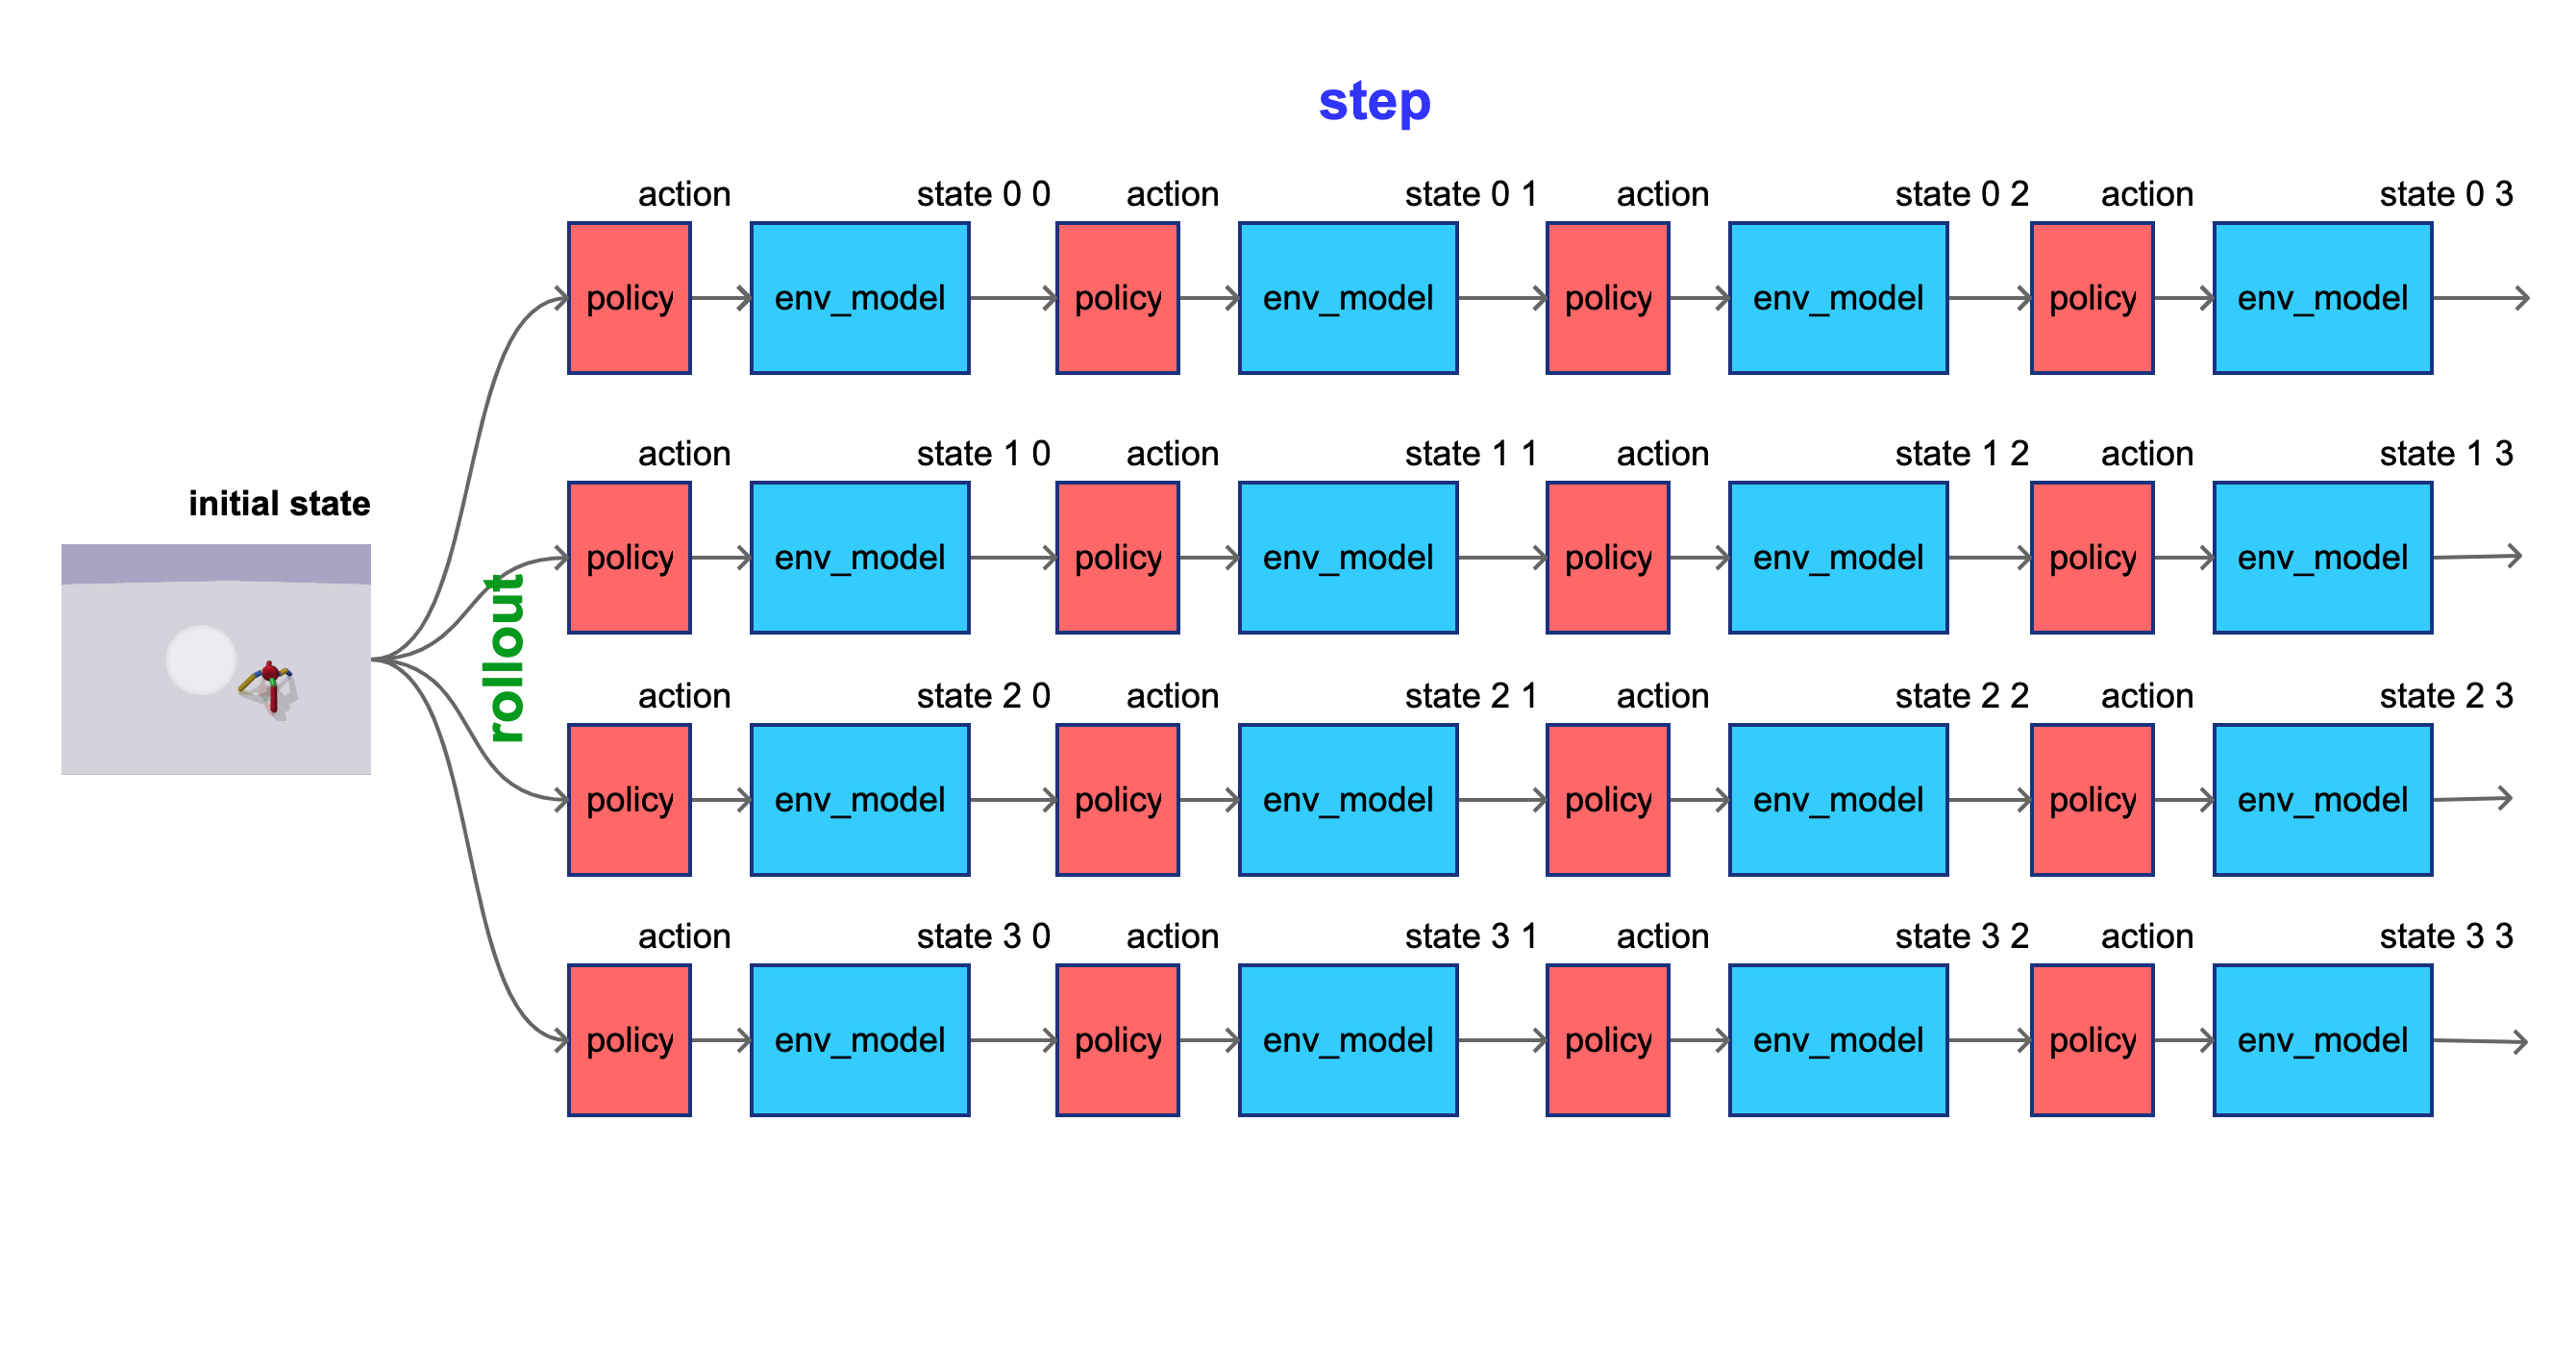 step
action state 0 0 action state 0 1 action state 0 2 action state 0 3
policy env_model policy env_model policy env_model policy env_model
action state 1 0 action state 1 1 action state 1 2 action state 1 3
initial state
policy env_model policy env_model policy env_model policy env_model
rollout
action state 2 0 action state 2 1 action state 2 2 action state 2 3
policy env_model policy env_model policy env_model policy env_model
action state 3 0 action state 3 1 action state 3 2 action state 3 3
policy env_model policy env_model policy env_model policy env_model